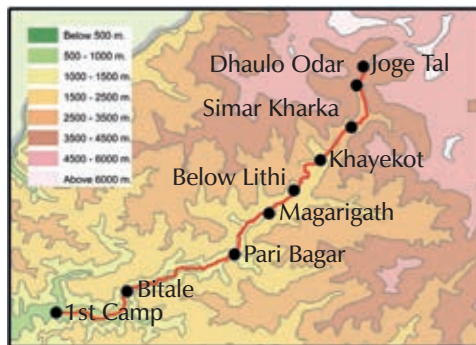 Below 500 m.
500 - 1000 m.
1000 - 1500 m.
1500 - 2500 m.
2500 - 3500 m.
3500 - 4500 m.
4500 - 6000 m.
Above 6000 m.
Dhaulo Odar
Joge Tal
Simar Kharka
Khayekot
Below Lithi
Magarigath
Pari Bagar
Bitale
1st Camp